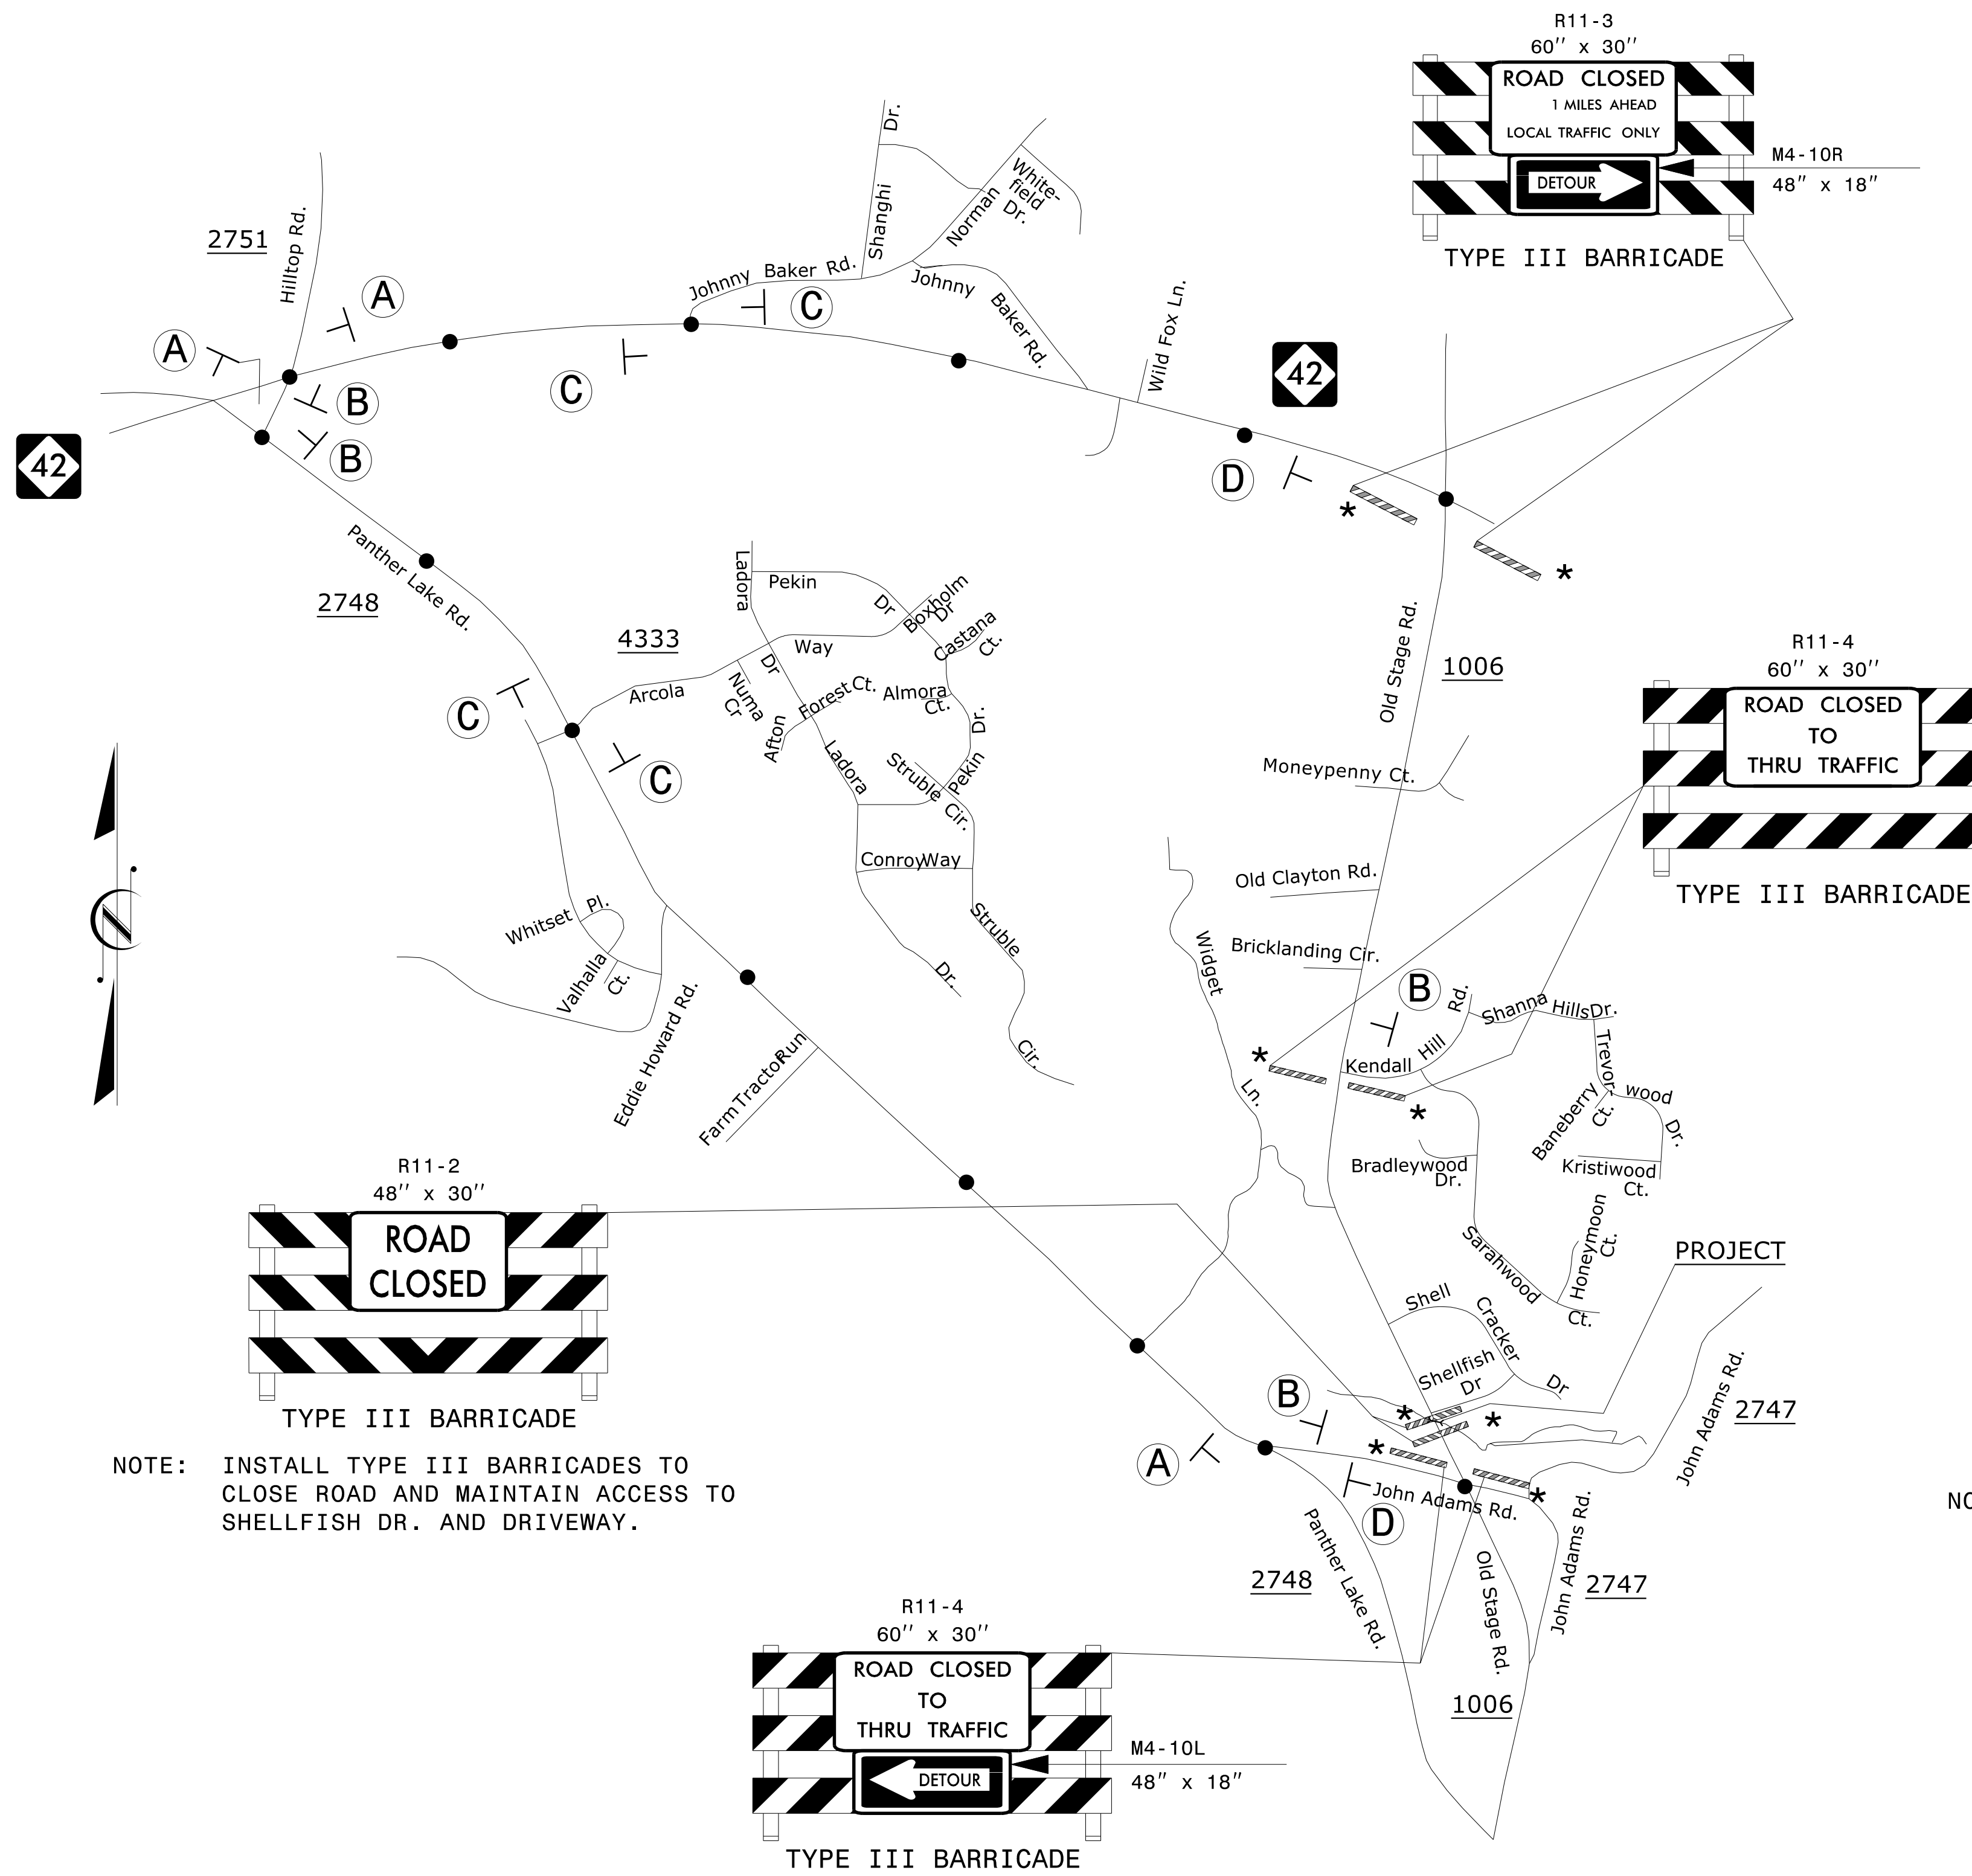 R11-3
60" x 30"
ROAD CLOSED
1 MILES AHEAD
LOCAL TRAFFIC ONLY
DETOUR
M4-10R
48" x 18"
TYPE III BARRICADE
Shanghi Dr.
Norman
White-
field
Dr.
2751
Hilltop Rd.
Johnny Baker Rd.
Johnny
Baker Rd.
Wild Fox Ln.
A
A
B
B
C
C
42
42
D
*
*
Panther Lake Rd.
2748
4333
Ladora
Dr
Pekin
Dr
Boxholm
Dr
Castana
Ct.
Arcola
Way
Numa
Cr
Afton
Forest Ct.
Almora
Ct.
Dr.
Pekin
Ladora
Struble
Cir.
Conroy Way
Struble
Dr.
Cir.
C
C
Old Stage Rd.
1006
R11-4
60" x 30"
ROAD CLOSED
TO
THRU TRAFFIC
TYPE III BARRICADE
Moneypenny Ct.
Old Clayton Rd.
Bricklanding Cir.
Widget
Ln.
Whitset Pl.
Valhalla
Ct.
Eddie Howard Rd.
Farm Tractor Run
N
B
*
*
Kendall Hill Rd.
Shanna Hills Dr.
Trevor
wood
Dr.
Baneberry
Ct.
Kristiwood
Ct.
Bradleywood
Dr.
Sarahwood
Ct.
Honeymoon
Ct.
PROJECT
R11-2
48" x 30"
ROAD
CLOSED
TYPE III BARRICADE
NOTE: INSTALL TYPE III BARRICADES TO
CLOSE ROAD AND MAINTAIN ACCESS TO
SHELLFISH DR. AND DRIVEWAY.
Shell
Cracker
Dr
Shellfish
Dr
B
A
D
*
*
*
*
John Adams Rd.
John Adams Rd.
2747
John Adams Rd.
2747
Panther Lake Rd.
2748
Old Stage Rd.
1006
NO
R11-4
60" x 30"
ROAD CLOSED
TO
THRU TRAFFIC
DETOUR
M4-10L
48" x 18"
TYPE III BARRICADE